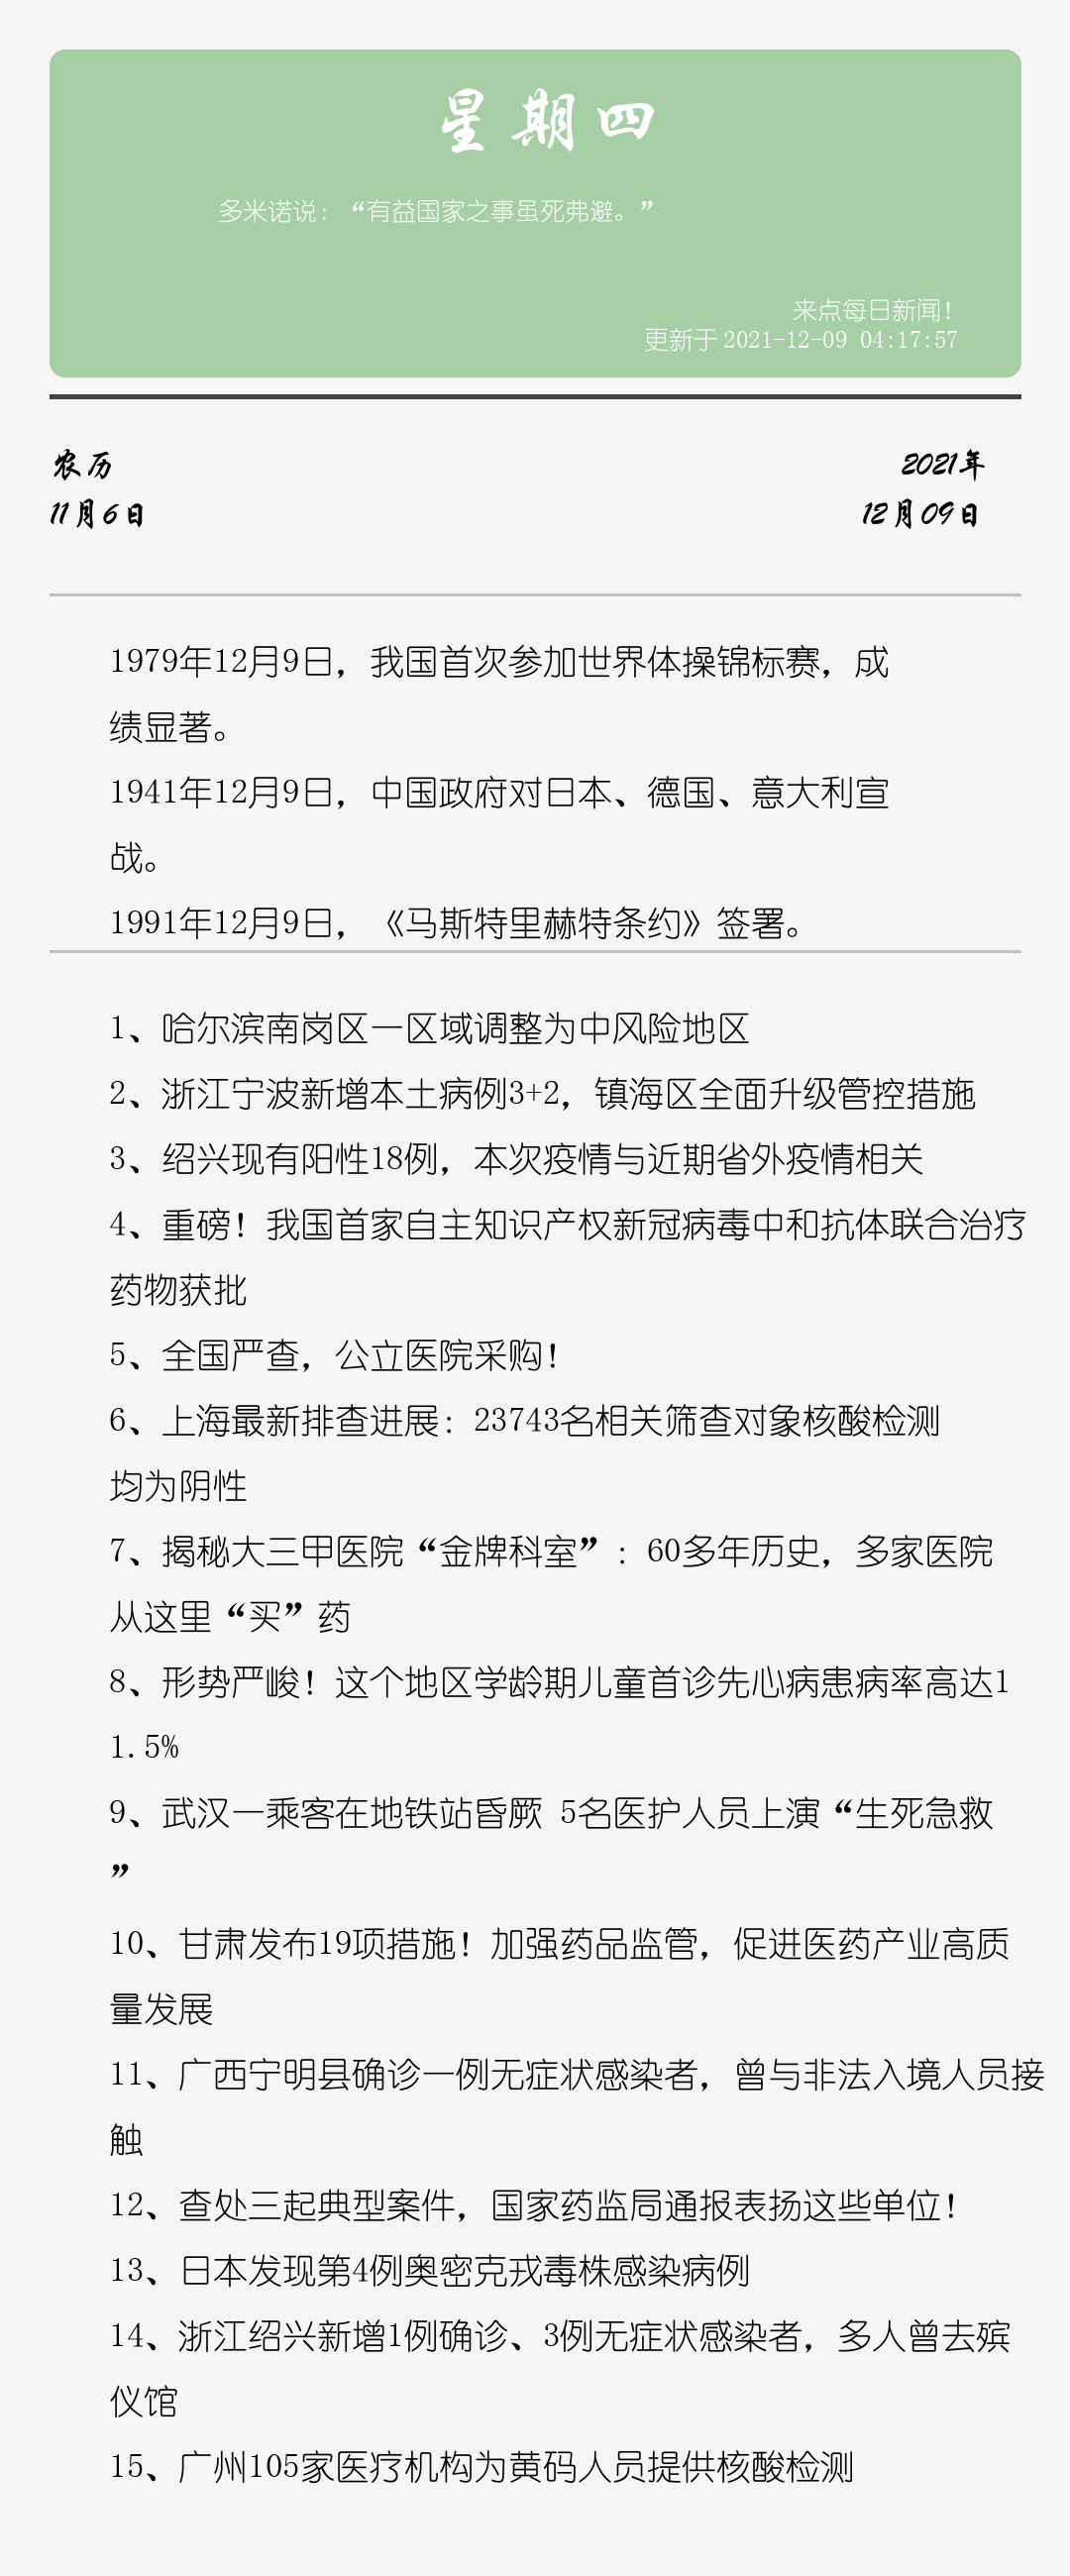 星期四
多米诺说：“有益国家之事虽死弗避。”
来点每日新闻！
更新于 2021-12-09 04:17:57
农历
11月6日
2021年
12月09日
1979年12月9日，我国首次参加世界体操锦标赛，成
绩显著。
1941年12月9日，中国政府对日本、德国、意大利宣
战。
1991年12月9日，《马斯特里赫特条约》签署。
1、哈尔滨南岗区一区域调整为中风险地区
2、浙江宁波新增本土病例3+2，镇海区全面升级管控措施
3、绍兴现有阳性18例，本次疫情与近期省外疫情相关
4、重磅！我国首家自主知识产权新冠病毒中和抗体联合治疗
药物获批
5、全国严查，公立医院采购！
6、上海最新排查进展：23743名相关筛查对象核酸检测
均为阴性
7、揭秘大三甲医院“金牌科室”：60多年历史，多家医院
从这里“买”药
8、形势严峻！这个地区学龄期儿童首诊先心病患病率高达1
1.5%
9、武汉一乘客在地铁站昏厥 5名医护人员上演“生死急救
”
10、甘肃发布19项措施！加强药品监管，促进医药产业高质
量发展
11、广西宁明县确诊一例无症状感染者，曾与非法入境人员接
触
12、查处三起典型案件，国家药监局通报表扬这些单位！
13、日本发现第4例奥密克戎毒株感染病例
14、浙江绍兴新增1例确诊、3例无症状感染者，多人曾去殡
仪馆
15、广州105家医疗机构为黄码人员提供核酸检测